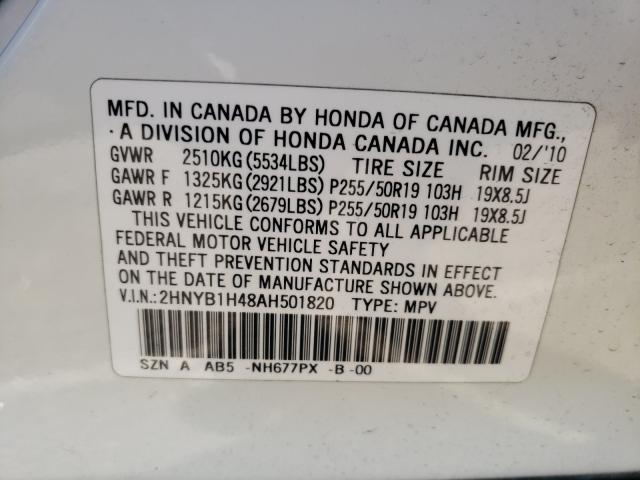 MFD. IN CANADA BY HONDA OF CANADA MFG.,
· A DIVISION OF HONDA CANADA INC. 02/'10
GVWR 2510KG (5534LBS) TIRE SIZE RIM SIZE
GAWR F 1325KG (2921LBS) P255/50R19 103H 19X8.5J
GAWR R 1215KG (2679LBS) P255/50R19 103H 19X8.5J
THIS VEHICLE CONFORMS TO ALL APPLICABLE
FEDERAL MOTOR VEHICLE SAFETY
AND THEFT PREVENTION STANDARDS IN EFFECT
ON THE DATE OF MANUFACTURE SHOWN ABOVE.
V.I.N.: 2HNYB1H48AH501820 TYPE: MPV
SZN A AB5 -NH677PX -B -00